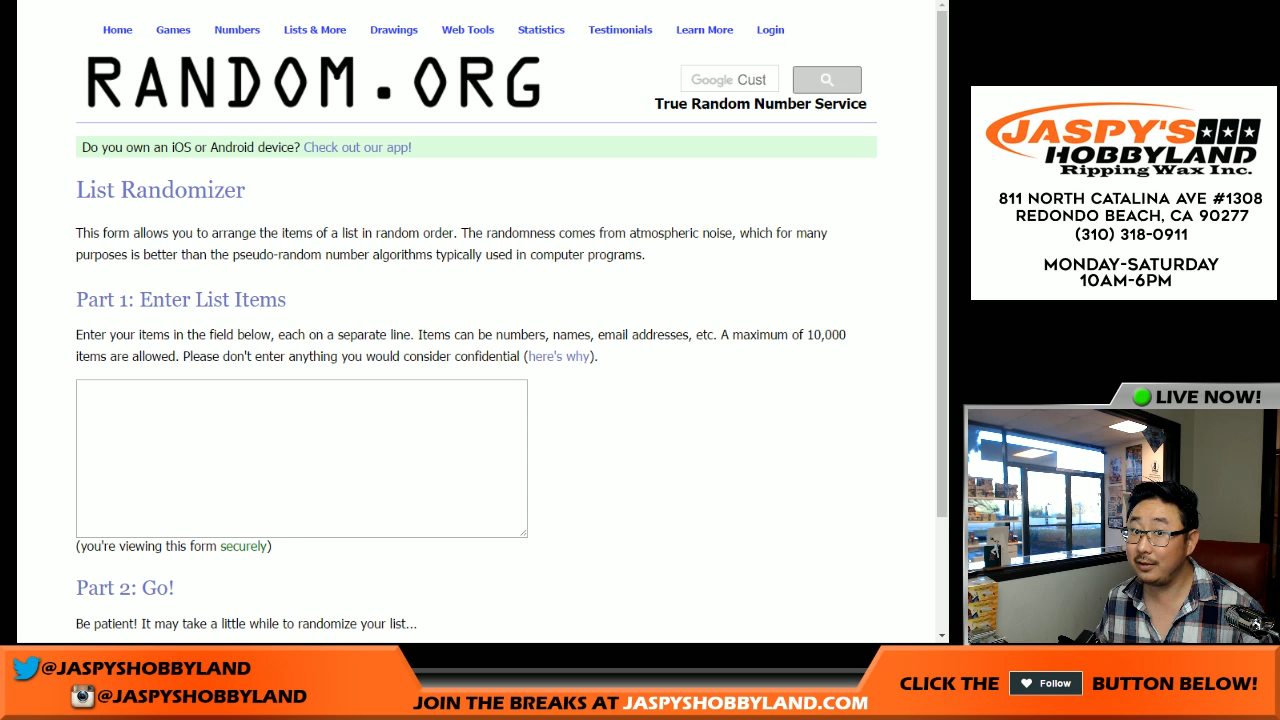 Home Games Numbers Lists & More Drawings Web Tools Statistics Testimonials Learn More Login
RANDOM.ORG
Google Cust
True Random Number Service
Do you own an iOS or Android device? Check out our app!
List Randomizer
This form allows you to arrange the items of a list in random order. The randomness comes from atmospheric noise, which for many
purposes is better than the pseudo-random number algorithms typically used in computer programs.
Part 1: Enter List Items
Enter your items in the field below, each on a separate line. Items can be numbers, names, email addresses, etc. A maximum of 10,000
items are allowed. Please don't enter anything you would consider confidential (here's why).
(you're viewing this form securely)
Part 2: Go!
Be patient! It may take a little while to randomize your list...
JASPY'S
HOBBYLAND
Ripping Wax Inc.
811 NORTH CATALINA AVE #1308
REDONDO BEACH, CA 90277
(310) 318-0911
MONDAY-SATURDAY
10AM-6PM
LIVE NOW!
@JASPYSHOBBYLAND
@JASPYSHOBBYLAND
JOIN THE BREAKS AT JASPYSHOBBYLAND.COM
CLICK THE Follow BUTTON BELOW!